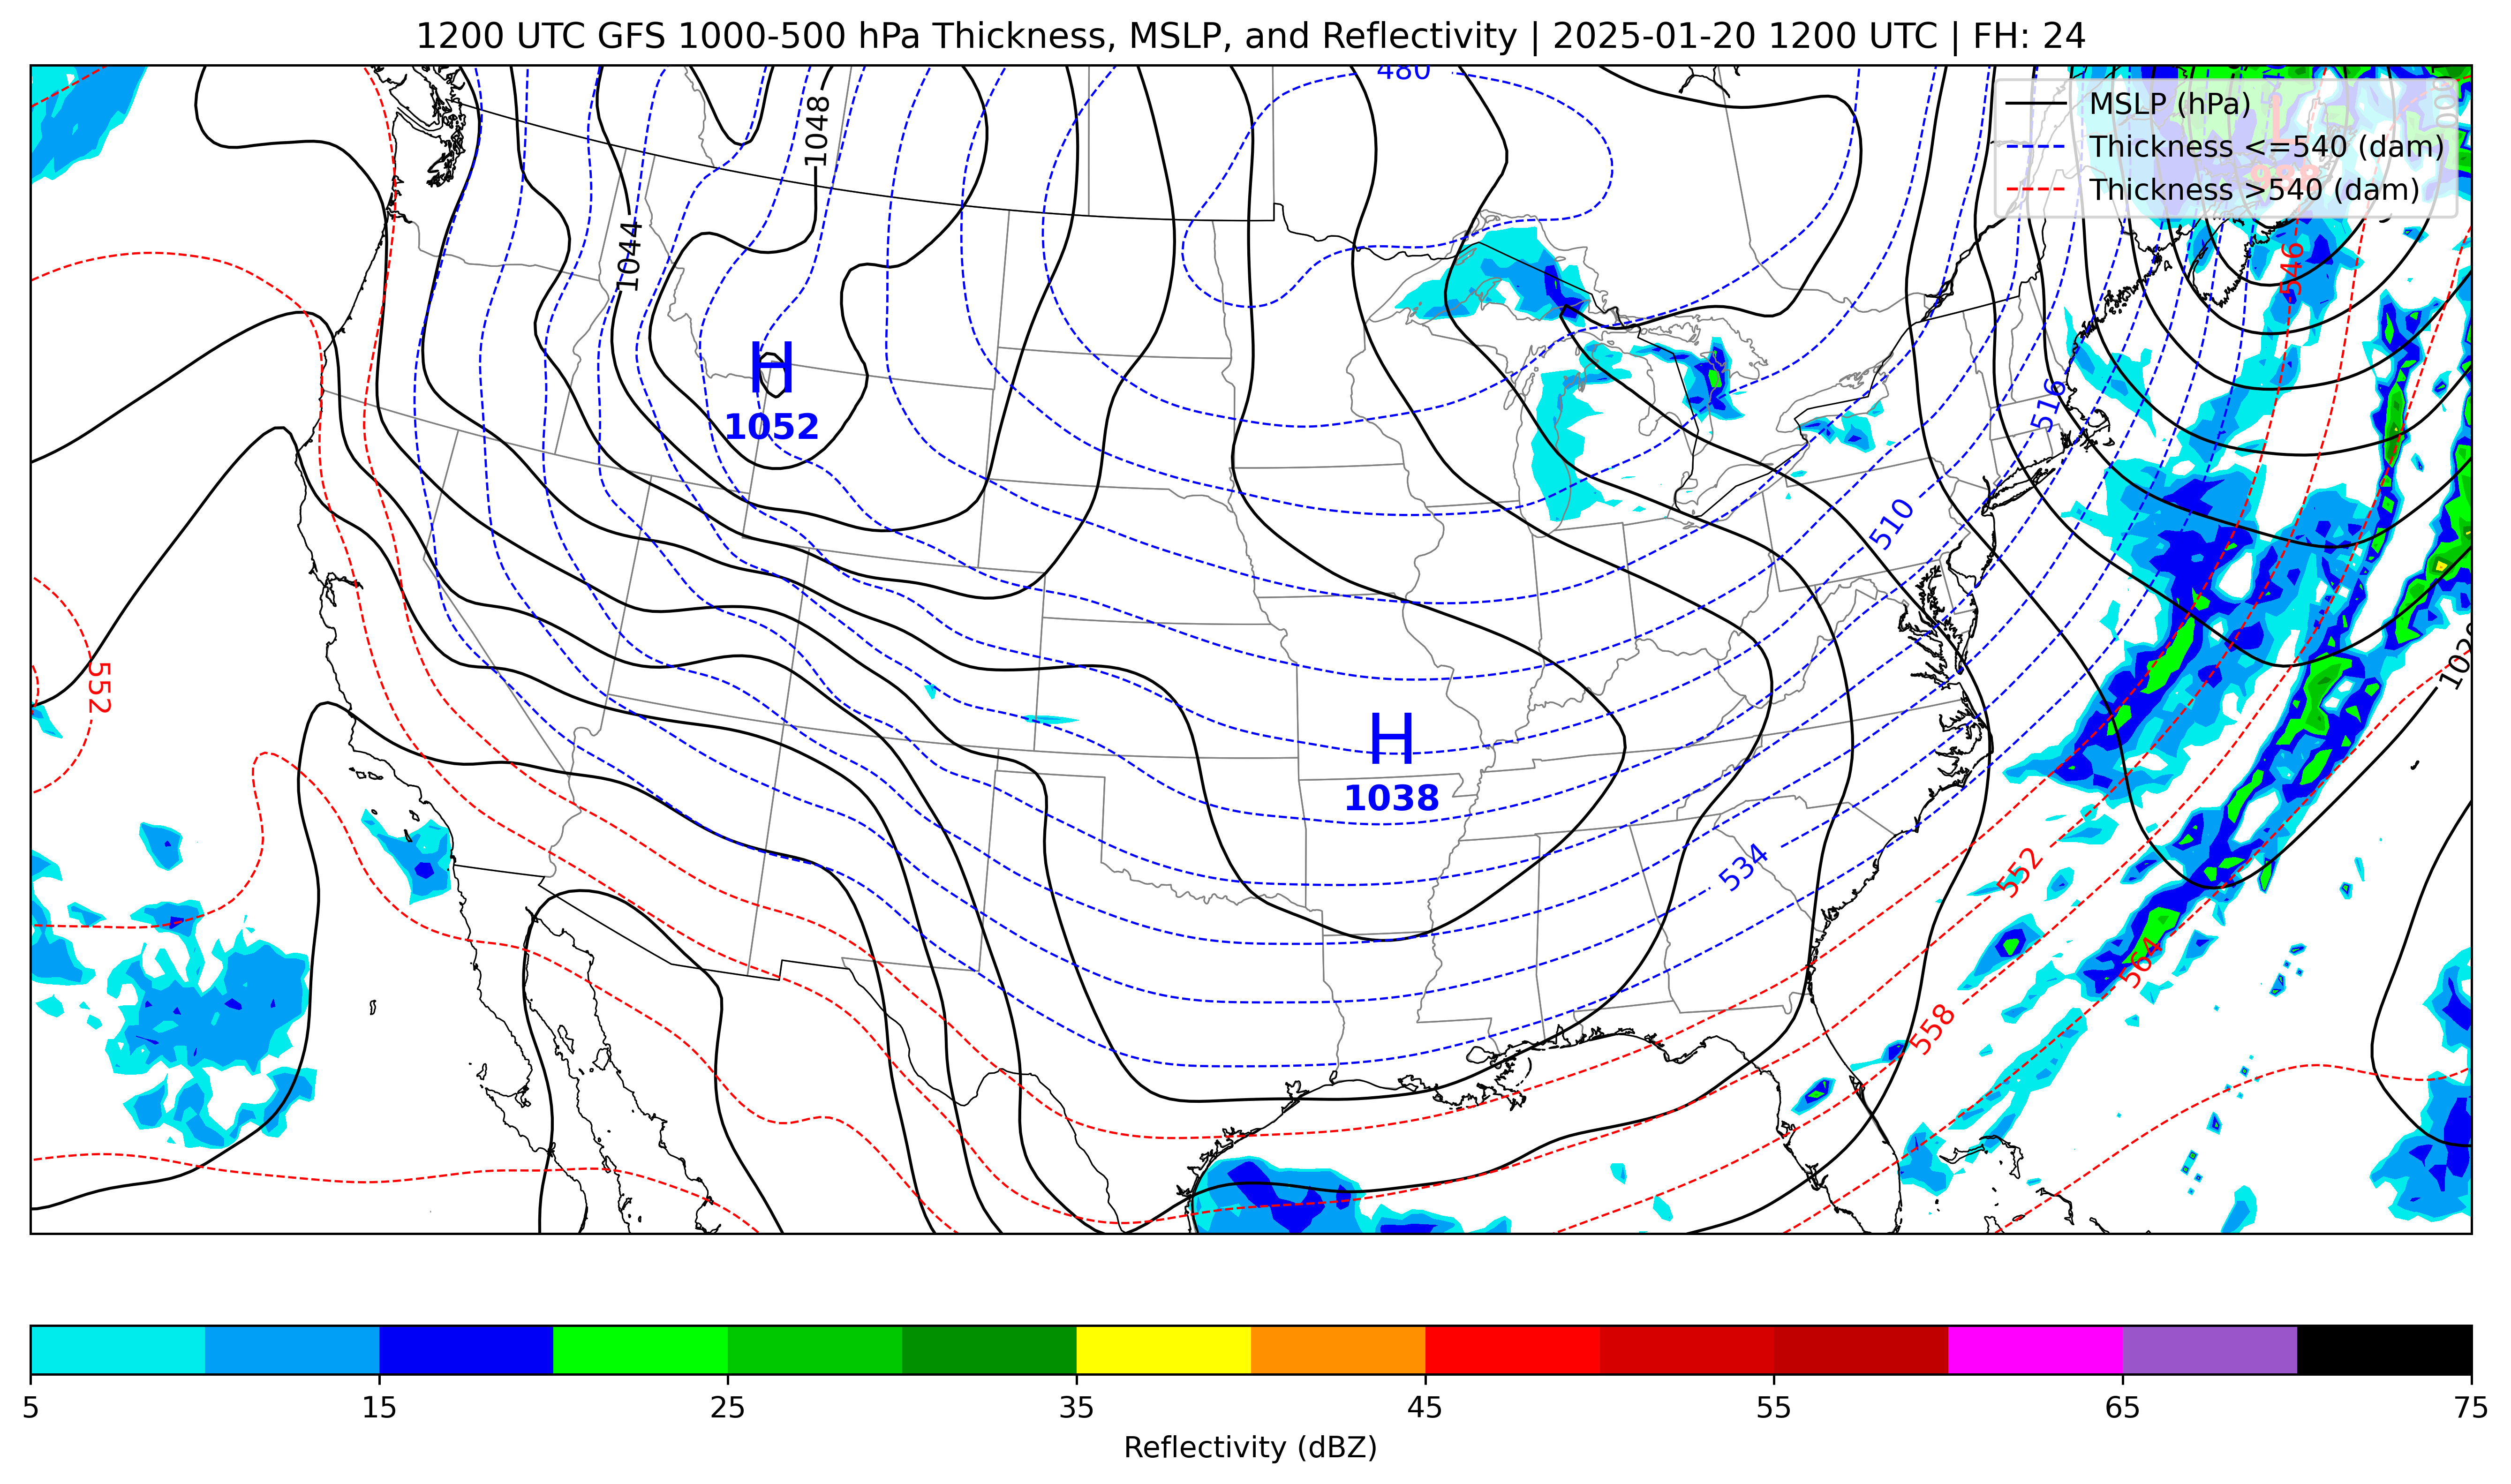 1200 UTC GFS 1000-500 hPa Thickness, MSLP, and Reflectivity | 2025-01-20 1200 UTC | FH: 24
480
MSLP (hPa)
Thickness <=540 (dam)
Thickness >540 (dam)
L
988
1048
1044
546
H
1052
516
510
552
1020
H
1038
534
552
564
558
5 15 25 35 45 55 65 75
Reflectivity (dBZ)